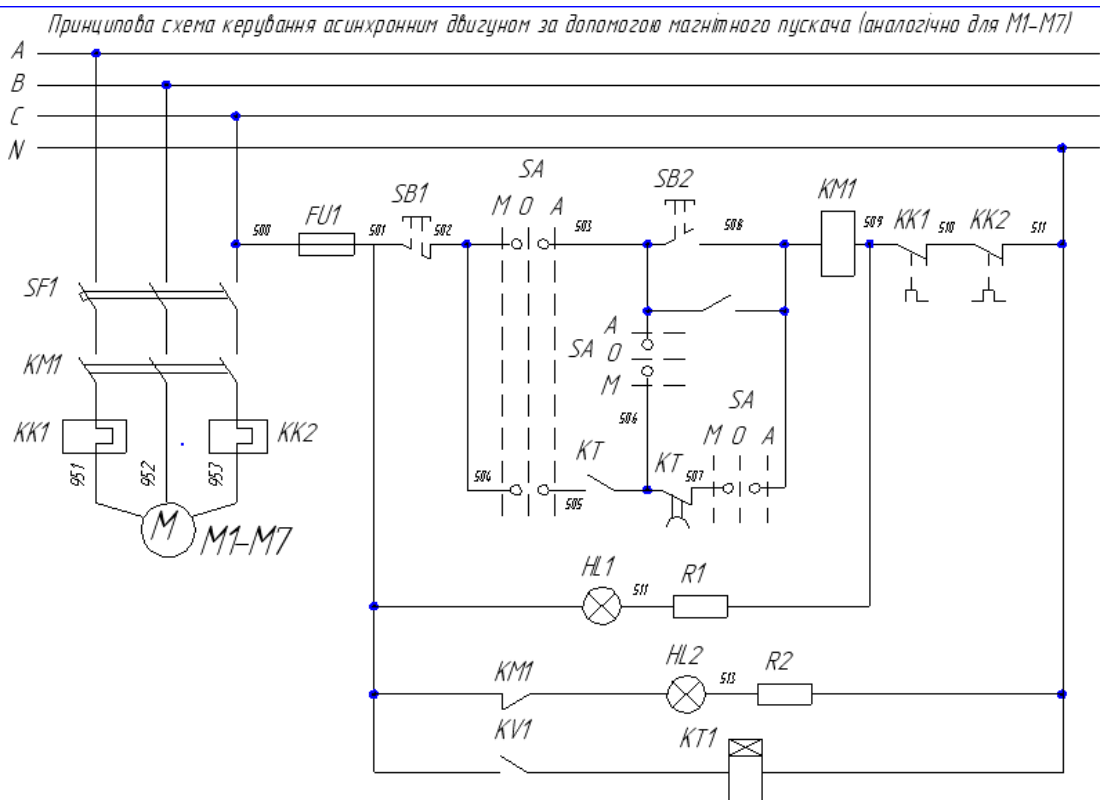 Принципова схема керування асинхронним двигуном за допомогою магнітного пускача (аналогічно для М1-М7)
A
B
C
N
SA
SB2
KM1
SB1
M O A
FU1
500
501
502
503
508
509
KK1
510
KK2
511
SF1
KM1
A
SA O
M
KK1
KK2
951
952
953
506
SA
M O A
504
KT
505
KT
507
M
M1-M7
HL1
511
R1
HL2
R2
KM1
513
KV1
KT1